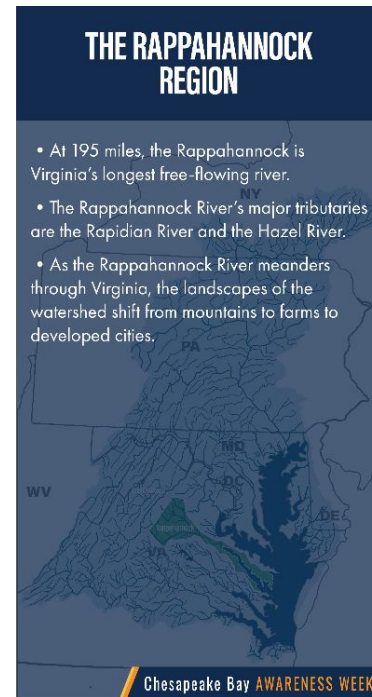 THE RAPPAHANNOCK
REGION
• At 195 miles, the Rappahannock is
Virginia's longest free-flowing river.
• The Rappahannock River's major tributaries
are the Rapidian River and the Hazel River.
• As the Rappahannock River meanders
through Virginia, the landscapes of the
watershed shift from mountains to farms to
developed cities.
NY
PA
MD
DC
WV
DE
VA
Chesapeake Bay AWARENESS WEEK